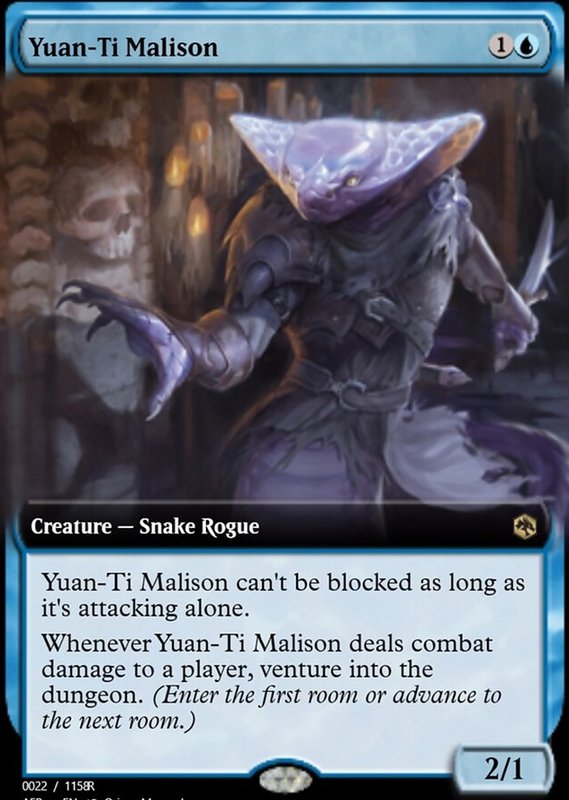 Yuan-Ti Malison
1
Creature — Snake Rogue
Yuan-Ti Malison can't be blocked as long as
it's attacking alone.
Whenever Yuan-Ti Malison deals combat
damage to a player, venture into the
dungeon. (Enter the first room or advance to
the next room.)
2/1
0022 / 1158R